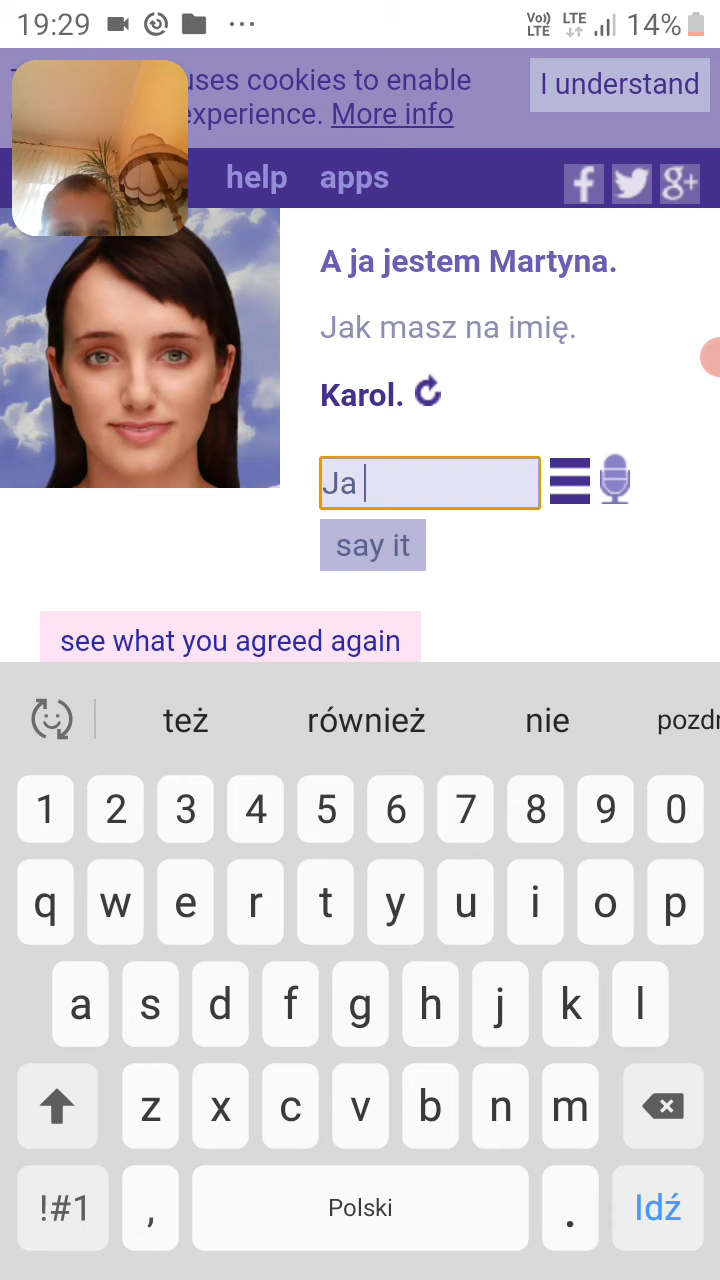 19:29 ... Vo)) LTE LTE 14%
uses cookies to enable
experience. More info
I understand
help apps
A ja jestem Martyna.
Jak masz na imię.
Karol.
Ja
say it
see what you agreed again
też również nie pozdr
1 2 3 4 5 6 7 8 9 0
q w e r t y u i o p
a s d f g h j k l
z x c v b n m
!#1 , Polski . Idź